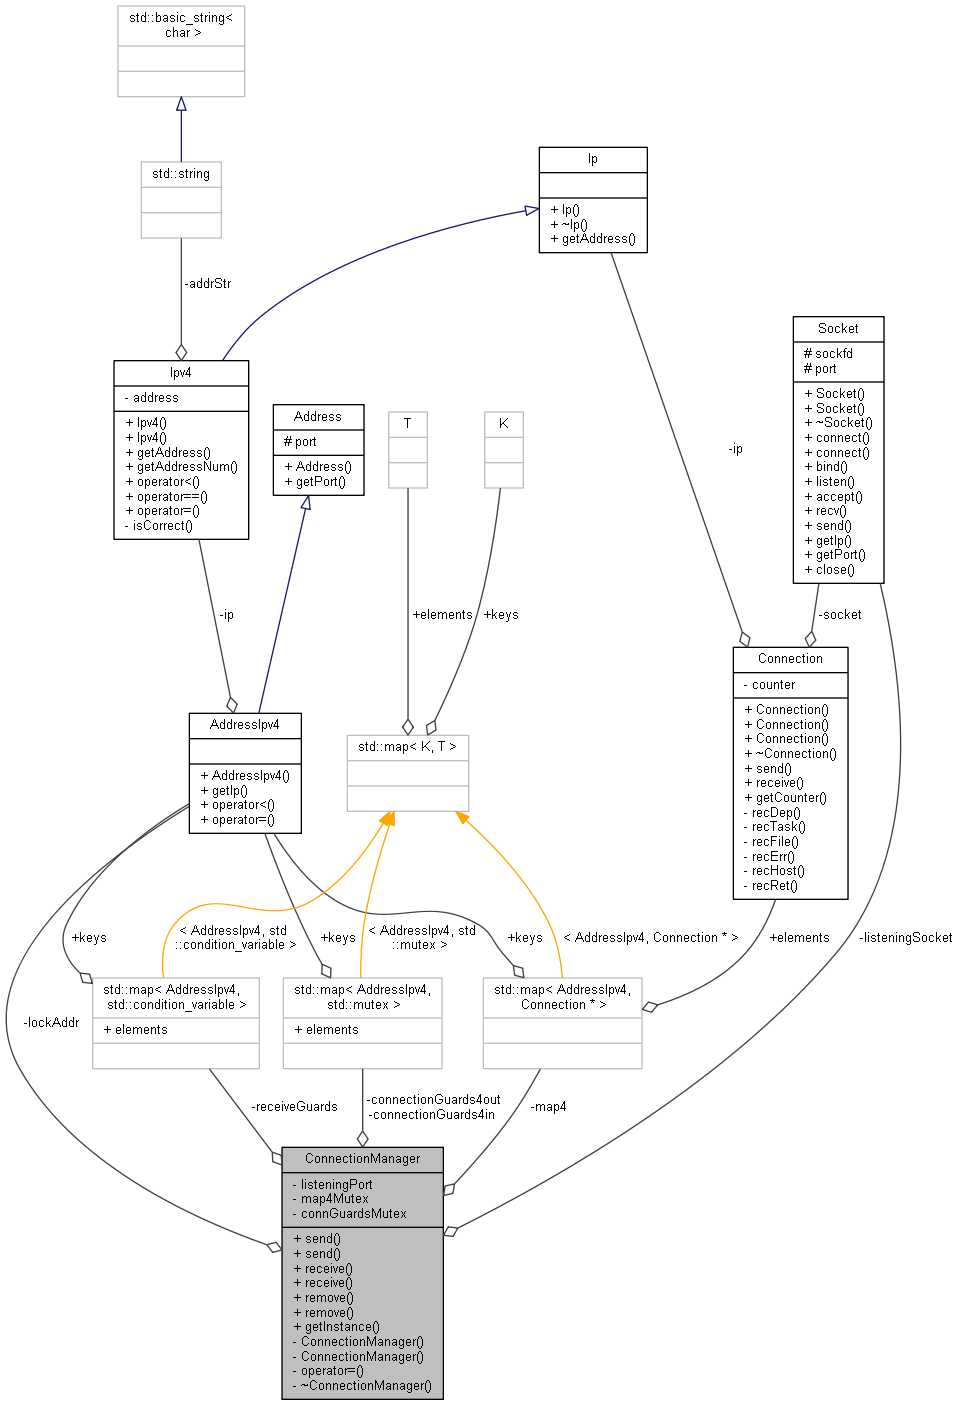 std::basic_string<
char >
std::string
Ip
+ Ip()
+ ~Ip()
+ getAddress()
-addrStr
Socket
# sockfd
# port
+ Socket()
+ Socket()
+ ~Socket()
+ connect()
+ connect()
+ bind()
+ listen()
+ accept()
+ recv()
+ send()
+ getIp()
+ getPort()
+ close()
Ipv4
- address
+ Ipv4()
+ Ipv4()
+ getAddress()
+ getAddressNum()
+ operator<()
+ operator==()
+ operator=()
- isCorrect()
Address
# port
+ Address()
+ getPort()
T
K
-ip
-ip
+elements
+keys
-socket
Connection
- counter
+ Connection()
+ Connection()
+ Connection()
+ ~Connection()
+ send()
+ receive()
+ getCounter()
- recDep()
- recTask()
- recFile()
- recErr()
- recHost()
- recRet()
AddressIpv4
+ AddressIpv4()
+ getIp()
+ operator<()
+ operator=()
std::map< K, T >
+keys
< AddressIpv4, std
::condition_variable >
+keys
< AddressIpv4, std
::mutex >
+keys
< AddressIpv4, Connection * >
+elements
-listeningSocket
std::map< AddressIpv4,
std::condition_variable >
+ elements
std::map< AddressIpv4,
std::mutex >
+ elements
std::map< AddressIpv4,
Connection * >
-lockAddr
-receiveGuards
-connectionGuards4out
-connectionGuards4in
-map4
ConnectionManager
- listeningPort
- map4Mutex
- connGuardsMutex
+ send()
+ send()
+ receive()
+ receive()
+ remove()
+ remove()
+ getInstance()
- ConnectionManager()
- ConnectionManager()
- operator=()
- ~ConnectionManager()